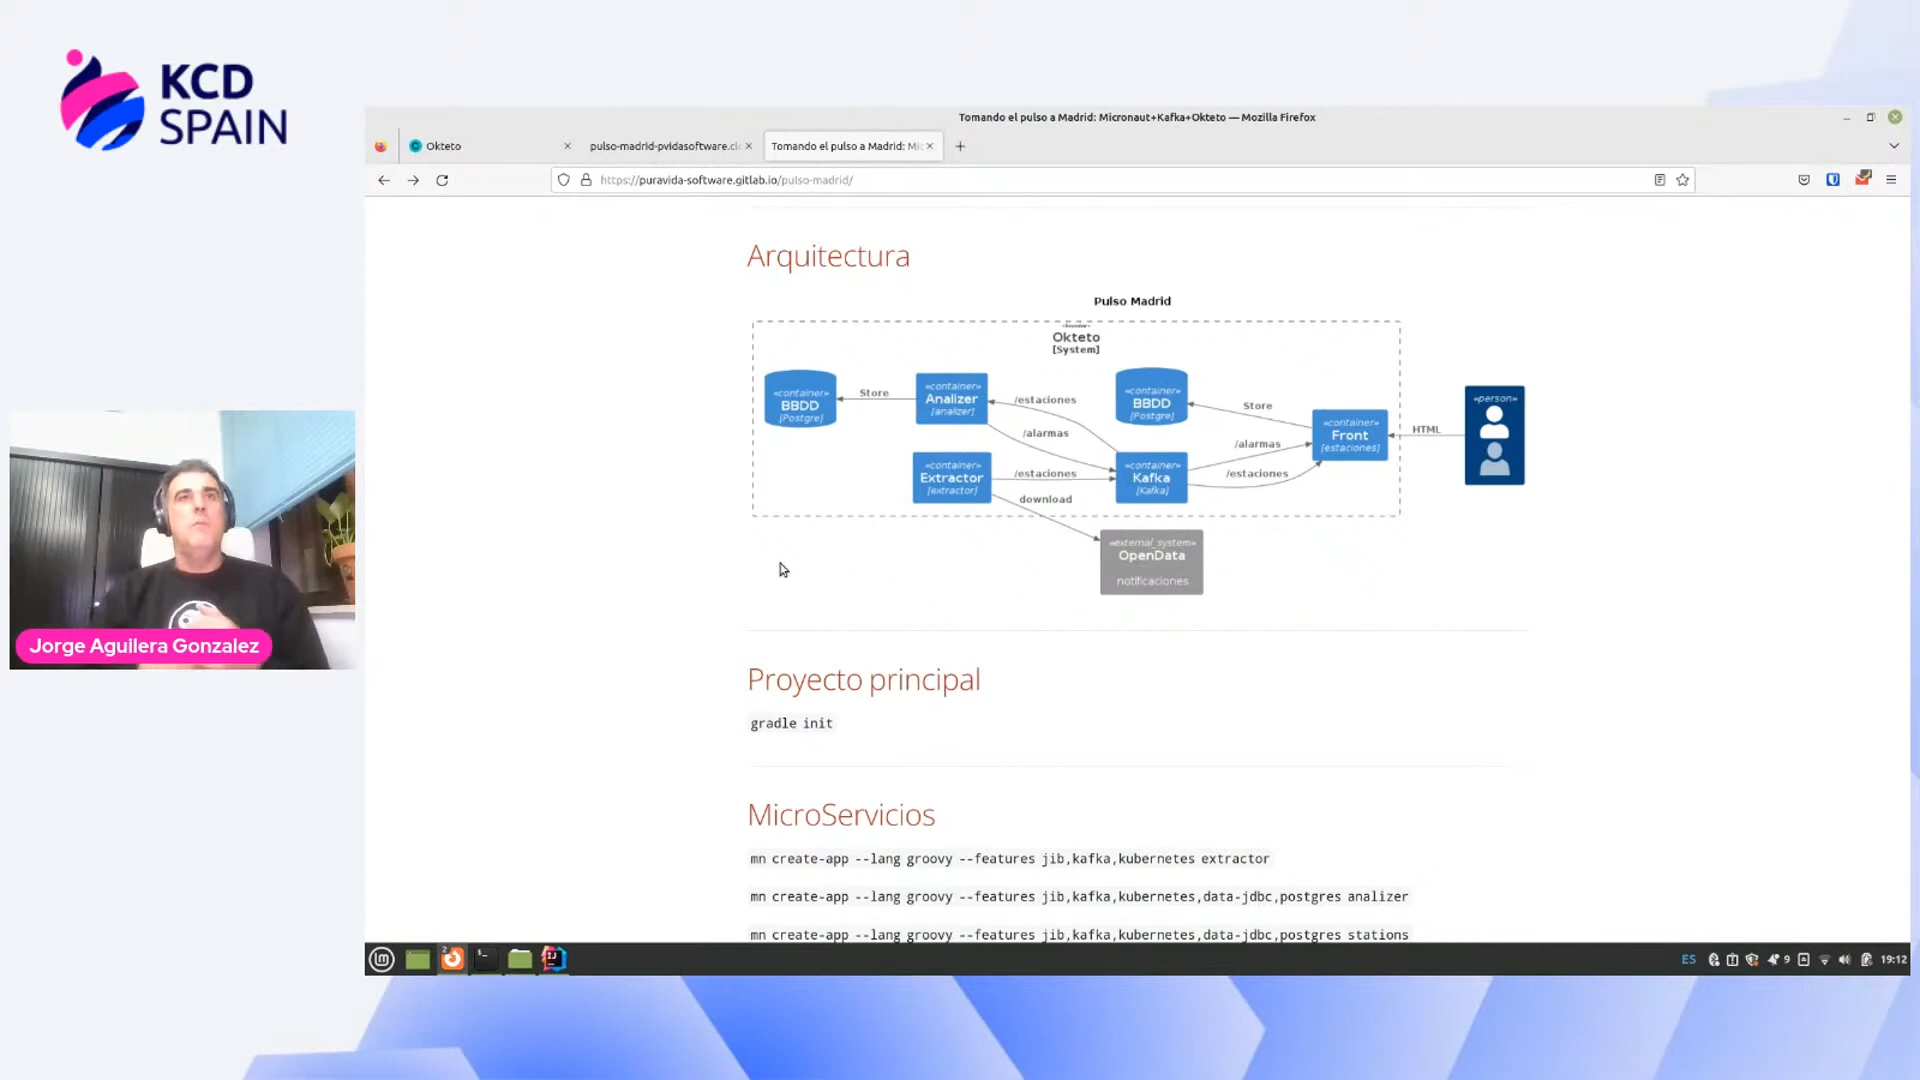 KCD
SPAIN
Tomando el pulso a Madrid: Micronaut+Kafka+Okteto — Mozilla Firefox
Okteto
pulso-madrid-pvidasoftware.clo
Tomando el pulso a Madrid: Mic
https://puravida-software.gitlab.io/pulso-madrid/
Arquitectura
Pulso Madrid
Okteto
[System]
«container»
BBDD
[Postgre]
Store
«container»
Analizer
[analizer]
/estaciones
/alarmas
«container»
BBDD
[Postgre]
Store
/alarmas
/estaciones
«container»
Front
[estaciones]
HTML
«person»
«container»
Extractor
[extractor]
/estaciones
download
«container»
Kafka
[Kafka]
«external_system»
OpenData
notificaciones
Jorge Aguilera Gonzalez
Proyecto principal
gradle init
MicroServicios
mn create-app --lang groovy --features jib,kafka,kubernetes extractor
mn create-app --lang groovy --features jib,kafka,kubernetes,data-jdbc,postgres analizer
mn create-app --lang groovy --features jib,kafka,kubernetes,data-jdbc,postgres stations
ES
9
19:12